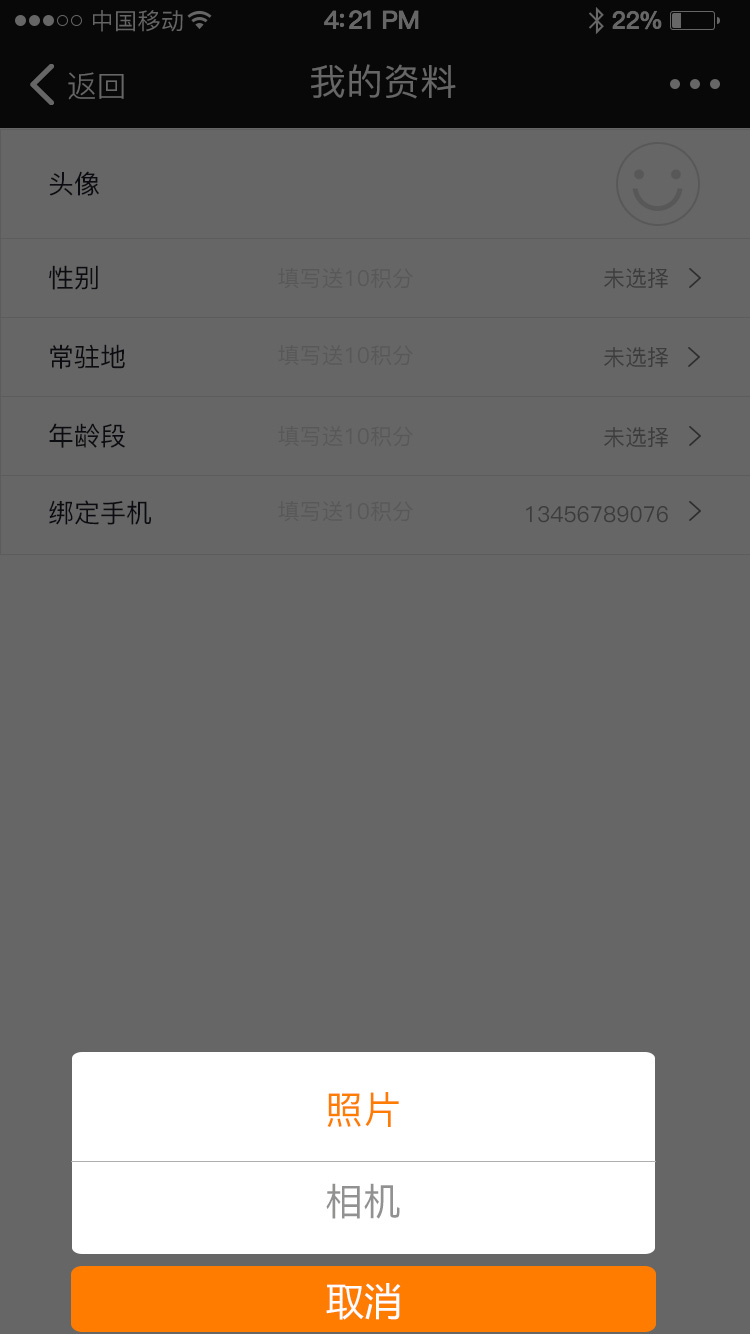 中国移动 4:21 PM 22%
返回 我的资料
头像
性别 填写送10积分 未选择
常驻地 填写送10积分 未选择
年龄段 填写送10积分 未选择
绑定手机 填写送10积分 13456789076
照片
相机
取消